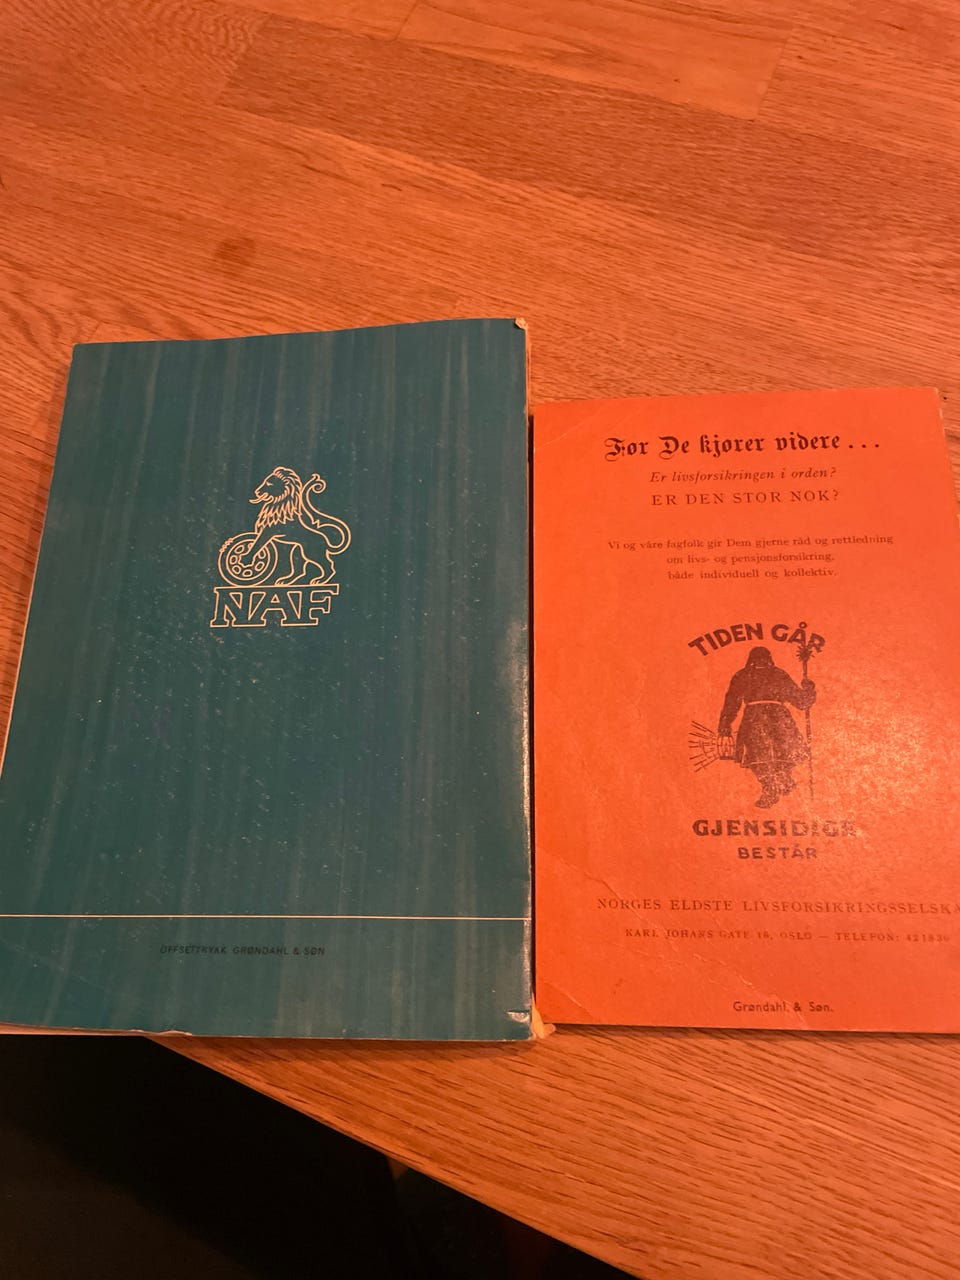 NAF
OFFSETTRYKK GRØNDAHL & SØN
Før De kjører videre...
Er livsforsikringen i orden?
ER DEN STOR NOK?
Vi og våre fagfolk gir Dem gjerne råd og rettledning
om livs- og pensjonsforsikring,
både individuell og kollektiv.
TIDEN GÅR
GJENSIDIGE
BESTÅR
NORGES ELDSTE LIVSFORSIKRINGSSELSKA
KARL JOHANS GATE 18, OSLO — TELEFON: 421830
Grøndahl & Søn.